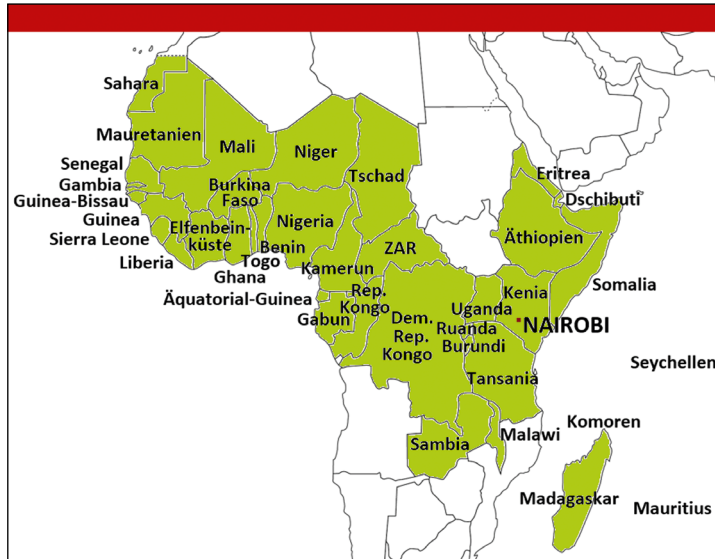 Sahara
Mauretanien
Mali
Niger
Tschad
Eritrea
Senegal
Gambia
Guinea-Bissau
Guinea
Sierra Leone
Liberia
Burkina
Faso
Elfenbein-
küste
Nigeria
Benin
Togo
Ghana
Dschibuti
Äthiopien
ZAR
Kamerun
Äquatorial-Guinea
Gabun
Rep.
Kongo
Dem.
Rep.
Kongo
Uganda
Kenia
Somalia
Ruanda
Burundi
NAIROBI
Seychellen
Tansania
Sambia
Malawi
Komoren
Madagaskar
Mauritius